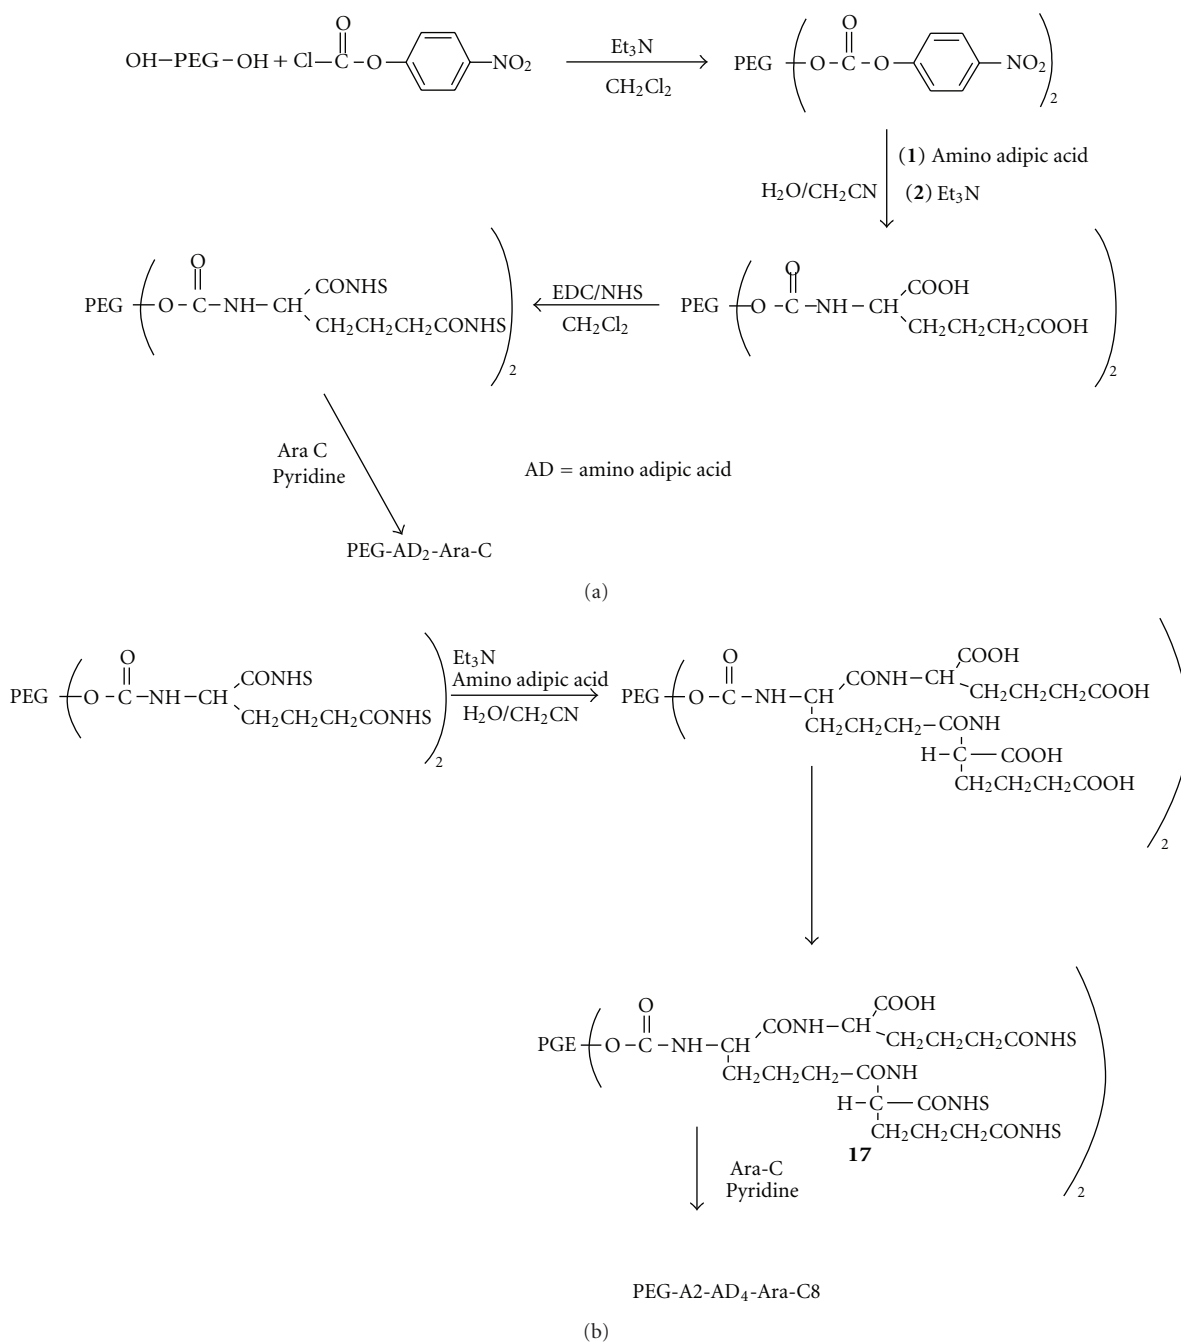 OH–PEG–OH + Cl–C–O–NO₂
O
Et₃N
CH₂Cl₂
PEG –O–C–O–NO₂
O
2
(1) Amino adipic acid
H₂O/CH₂CN (2) Et₃N
O
PEG –O–C–NH–CH
CONHS
CH₂CH₂CH₂CONHS
2
EDC/NHS
CH₂Cl₂
O
PEG –O–C–NH–CH
COOH
CH₂CH₂CH₂COOH
2
Ara C
Pyridine
AD = amino adipic acid
PEG-AD₂-Ara-C
(a)
O
PEG –O–C–NH–CH
CONHS
CH₂CH₂CH₂CONHS
2
Et₃N
Amino adipic acid
H₂O/CH₂CN
O
PEG –O–C–NH–CH
CONH–CH
COOH
CH₂CH₂CH₂COOH
CH₂CH₂CH₂–CONH
H–C–COOH
CH₂CH₂CH₂COOH
2
O
PGE –O–C–NH–CH
CONH–CH
COOH
CH₂CH₂CH₂CONHS
CH₂CH₂CH₂–CONH
H–C–CONHS
CH₂CH₂CH₂CONHS
17
2
Ara-C
Pyridine
PEG-A2-AD₄-Ara-C8
(b)